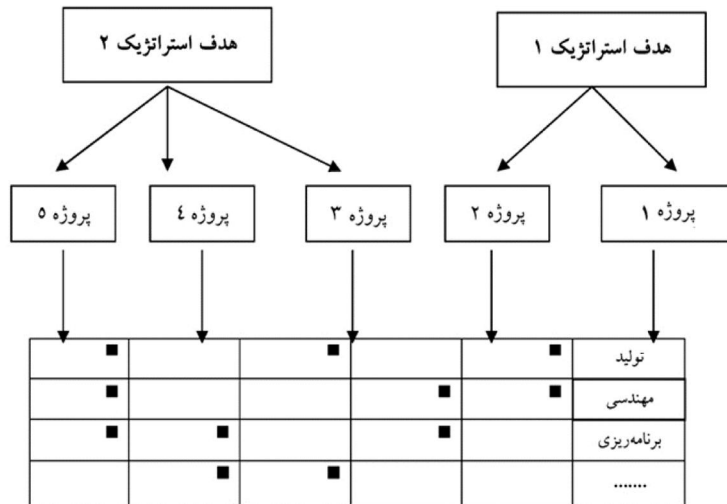 هدف استراتژیک ۱
هدف استراتژیک ۲
پروژه ۱
پروژه ۲
پروژه ۳
پروژه ٤
پروژه ٥
تولید
مهندسی
برنامه‌ریزی
.......